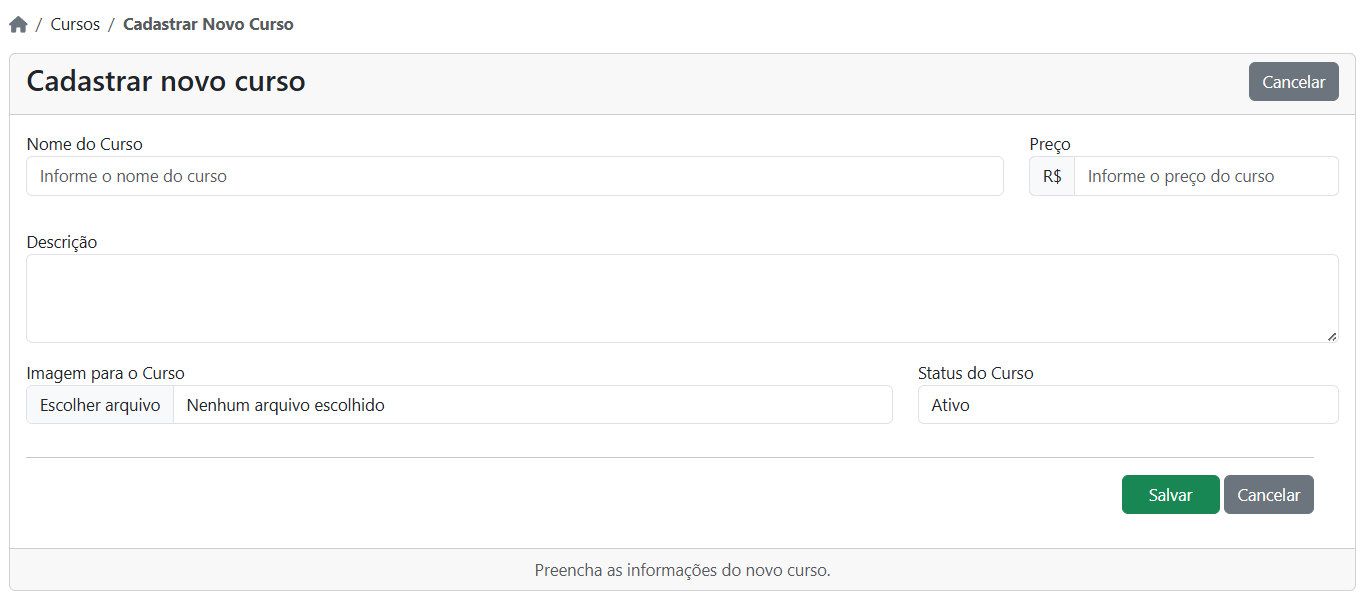 / Cursos / Cadastrar Novo Curso
Cadastrar novo curso
Cancelar
Nome do Curso
Preço
Informe o nome do curso
R$ Informe o preço do curso
Descrição
Imagem para o Curso
Status do Curso
Escolher arquivo Nenhum arquivo escolhido
Ativo
Salvar Cancelar
Preencha as informações do novo curso.